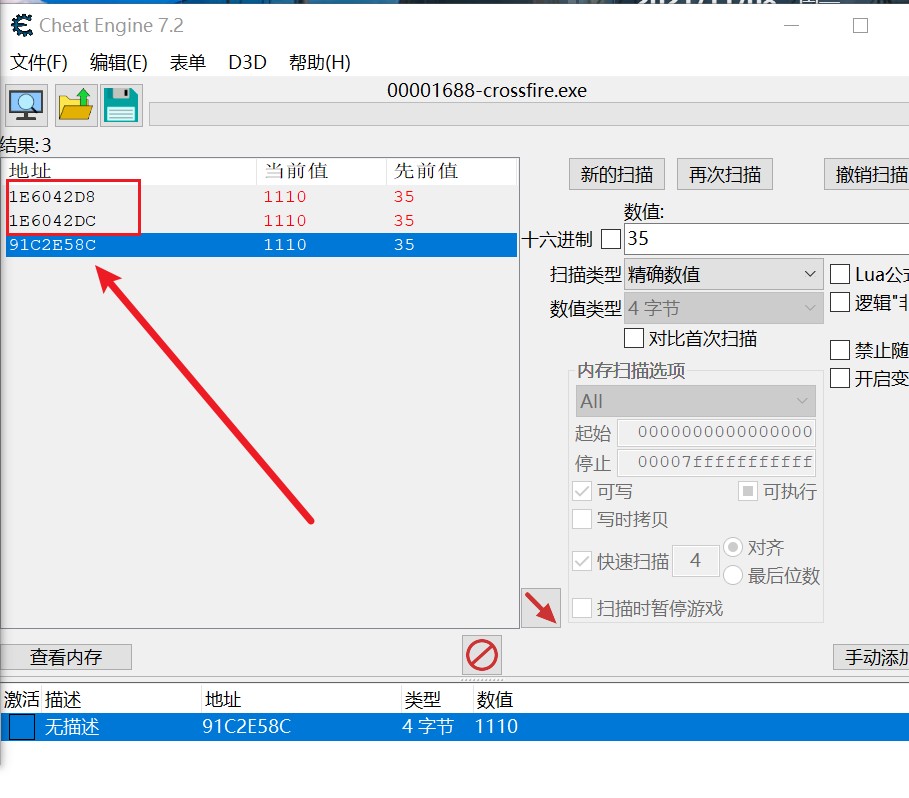 Cheat Engine 7.2
文件(F) 编辑(E) 表单 D3D 帮助(H)
00001688-crossfire.exe
结果:3
地址 当前值 先前值
1E6042D8 1110 35
1E6042DC 1110 35
91C2E58C 1110 35
新的扫描 再次扫描 撤销扫描
数值:
十六进制 35
扫描类型 精确数值 Lua公式
数值类型 4 字节 逻辑"非
对比首次扫描
禁止随
内存扫描选项 开启变
All
起始 0000000000000000
停止 00007fffffffffff
可写 可执行
写时拷贝
快速扫描 4 对齐
最后位数
扫描时暂停游戏
查看内存 手动添加
激活 描述 地址 类型 数值
无描述 91C2E58C 4 字节 1110